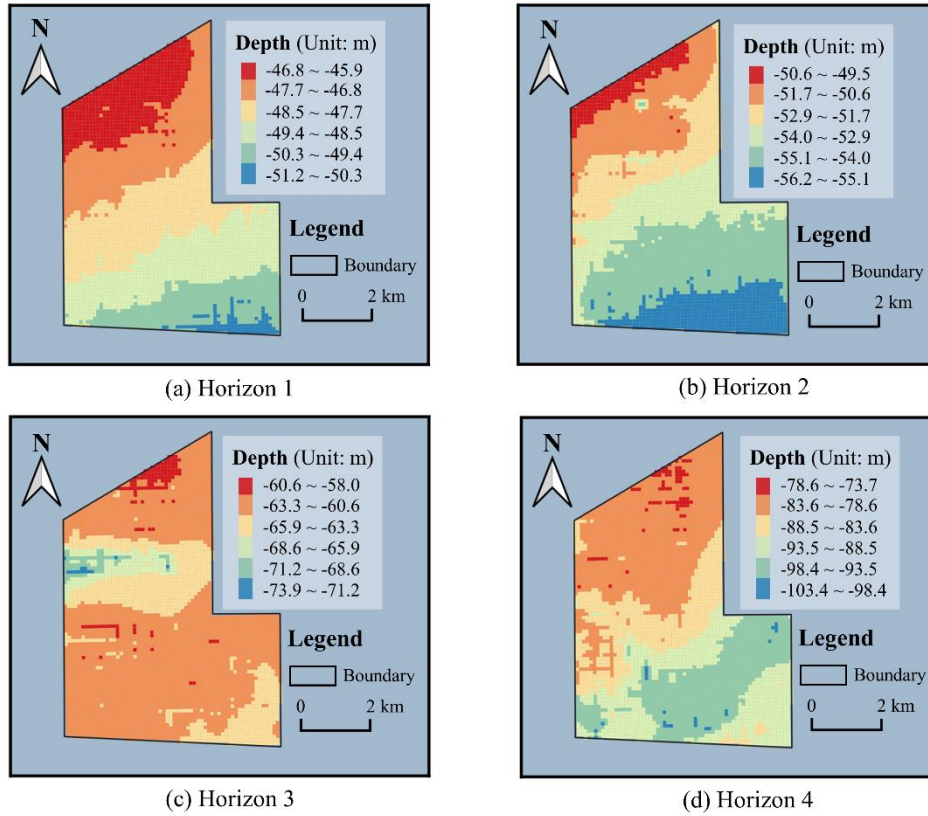 N
Depth (Unit: m)
-46.8 ~ -45.9
-47.7 ~ -46.8
-48.5 ~ -47.7
-49.4 ~ -48.5
-50.3 ~ -49.4
-51.2 ~ -50.3
Legend
Boundary
0 2 km
(a) Horizon 1
N
Depth (Unit: m)
-50.6 ~ -49.5
-51.7 ~ -50.6
-52.9 ~ -51.7
-54.0 ~ -52.9
-55.1 ~ -54.0
-56.2 ~ -55.1
Legend
Boundary
0 2 km
(b) Horizon 2
N
Depth (Unit: m)
-60.6 ~ -58.0
-63.3 ~ -60.6
-65.9 ~ -63.3
-68.6 ~ -65.9
-71.2 ~ -68.6
-73.9 ~ -71.2
Legend
Boundary
0 2 km
(c) Horizon 3
N
Depth (Unit: m)
-78.6 ~ -73.7
-83.6 ~ -78.6
-88.5 ~ -83.6
-93.5 ~ -88.5
-98.4 ~ -93.5
-103.4 ~ -98.4
Legend
Boundary
0 2 km
(d) Horizon 4